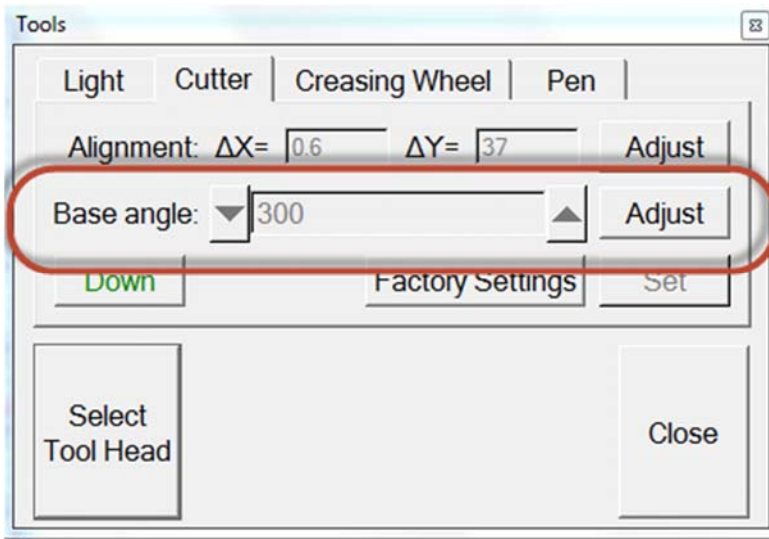 Tools
Light Cutter Creasing Wheel Pen
Alignment: ΔX= 0.6 ΔY= 37 Adjust
Base angle: 300 Adjust
Down Factory Settings Set
Select
Tool Head
Close